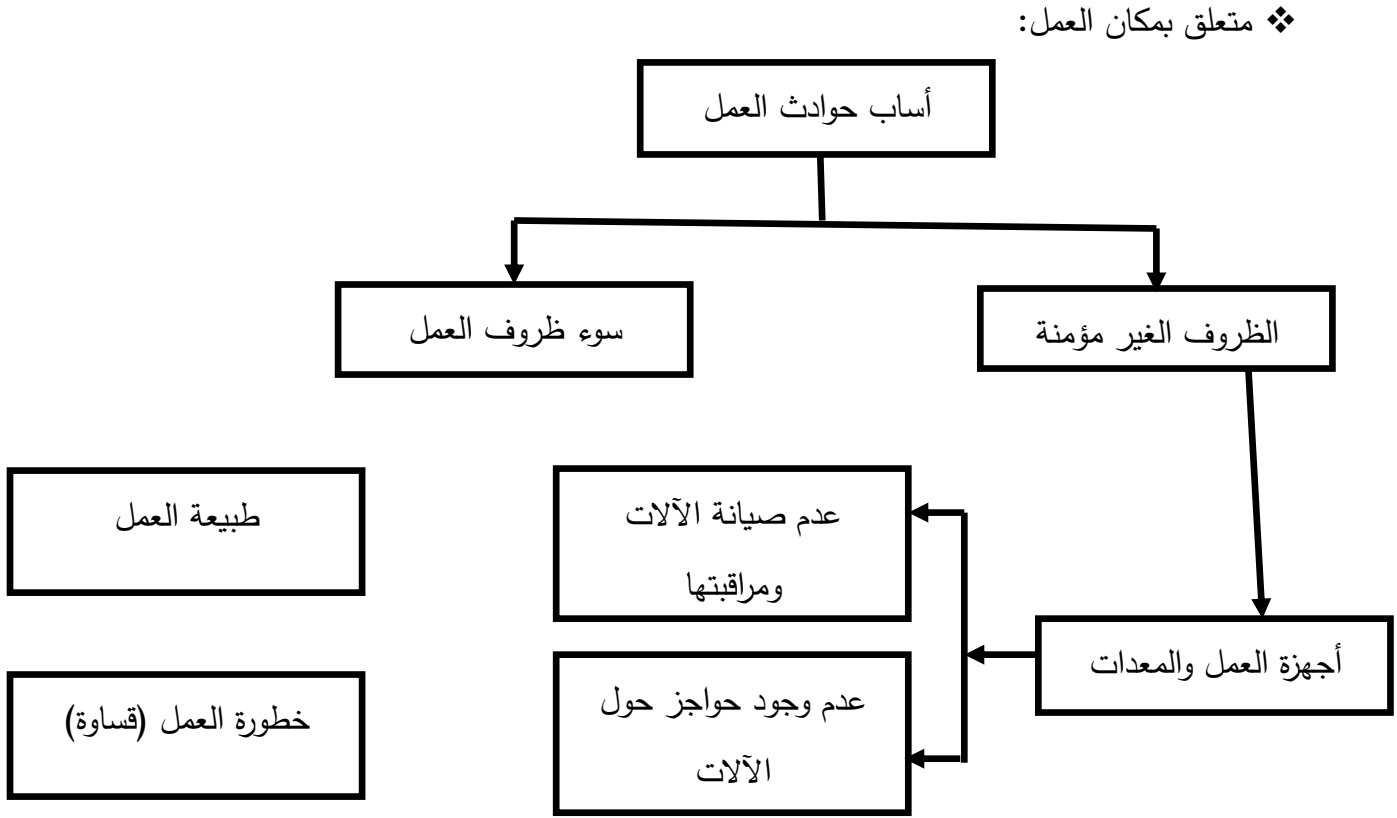 ❖ متعلق بمكان العمل:
أساب حوادث العمل
الظروف الغير مؤمنة
سوء ظروف العمل
عدم صيانة الآلات
ومراقبتها
طبيعة العمل
أجهزة العمل والمعدات
عدم وجود حواجز حول
الآلات
خطورة العمل (قساوة)